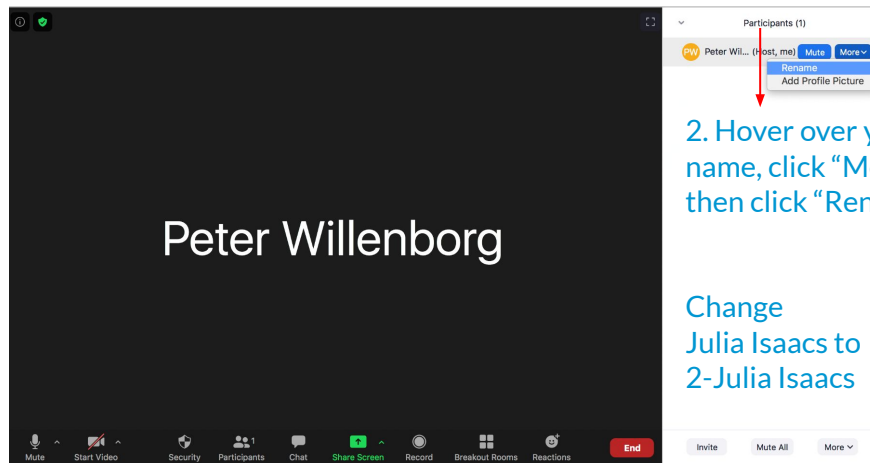 Participants (1)
PW Peter Wil... (Host, me) Mute More
Rename
Add Profile Picture
2. Hover over
name, click
then click
Peter Willenborg
Change
Julia Isaacs to
2-Julia Isaacs
1
Mute Start Video Security Participants Chat Share Screen Record Breakout Rooms Reactions End
Invite Mute All More